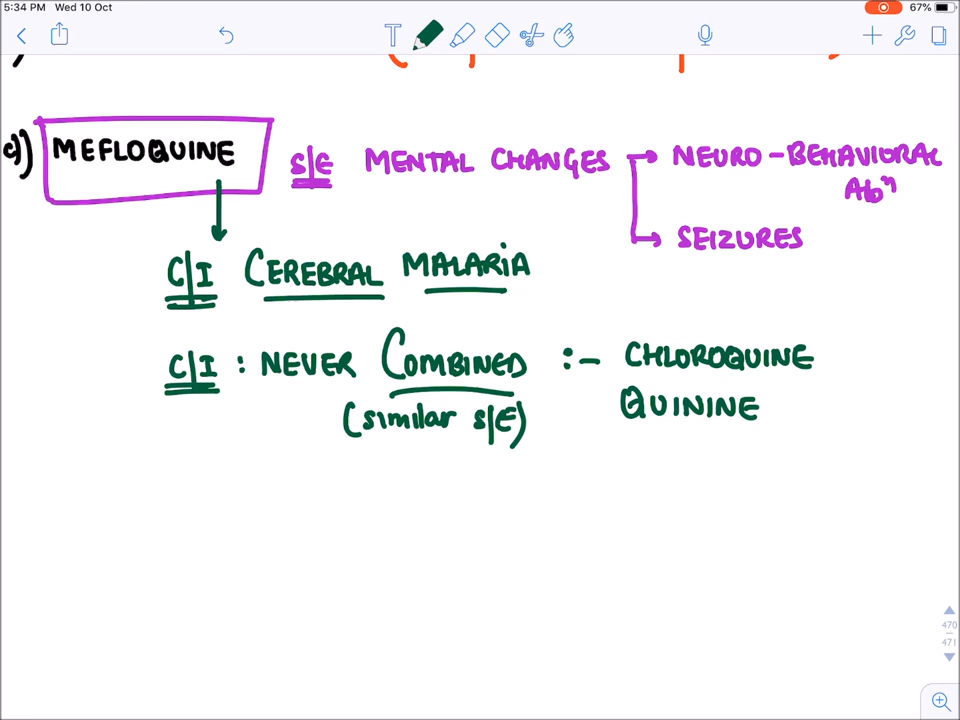 5:34 PM Wed 10 Oct 67%
T
c)) MEFLOQUINE S/E MENTAL CHANGES → NEURO-BEHAVIORAL
Abⁿ
→ SEIZURES
C/I CEREBRAL MALARIA
C/I : NEVER COMBINED :- CHLOROQUINE
(similar s/E) QUININE
470
471